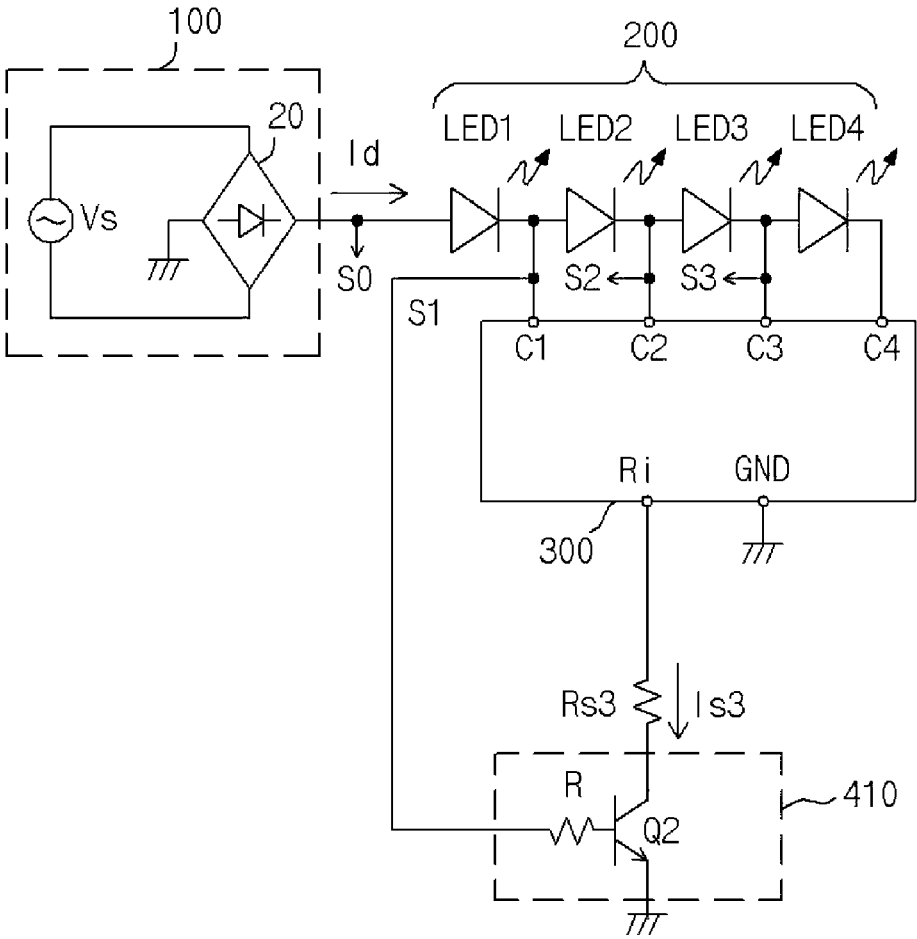 100
200
20
LED1 LED2 LED3 LED4
Id
Vs
S0
S1
S2
S3
C1 C2 C3 C4
Ri GND
300
Rs3
Is3
R
Q2
410